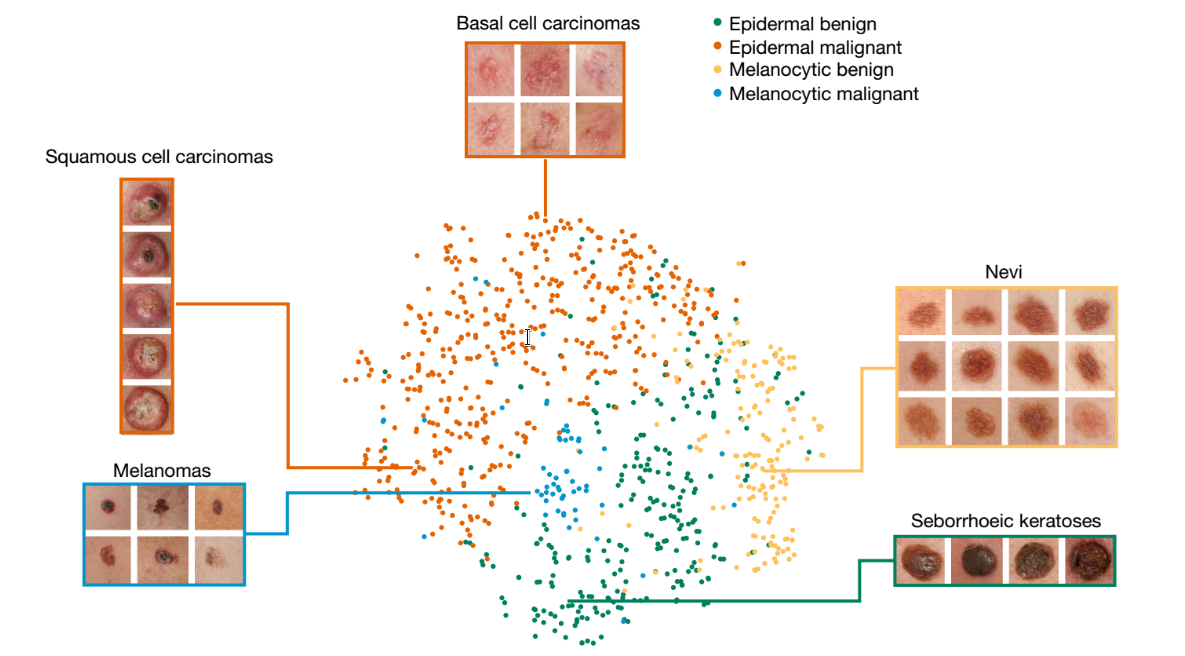 Basal cell carcinomas
Epidermal benign
Epidermal malignant
Melanocytic benign
Melanocytic malignant
Squamous cell carcinomas
Nevi
Melanomas
Seborrhoeic keratoses